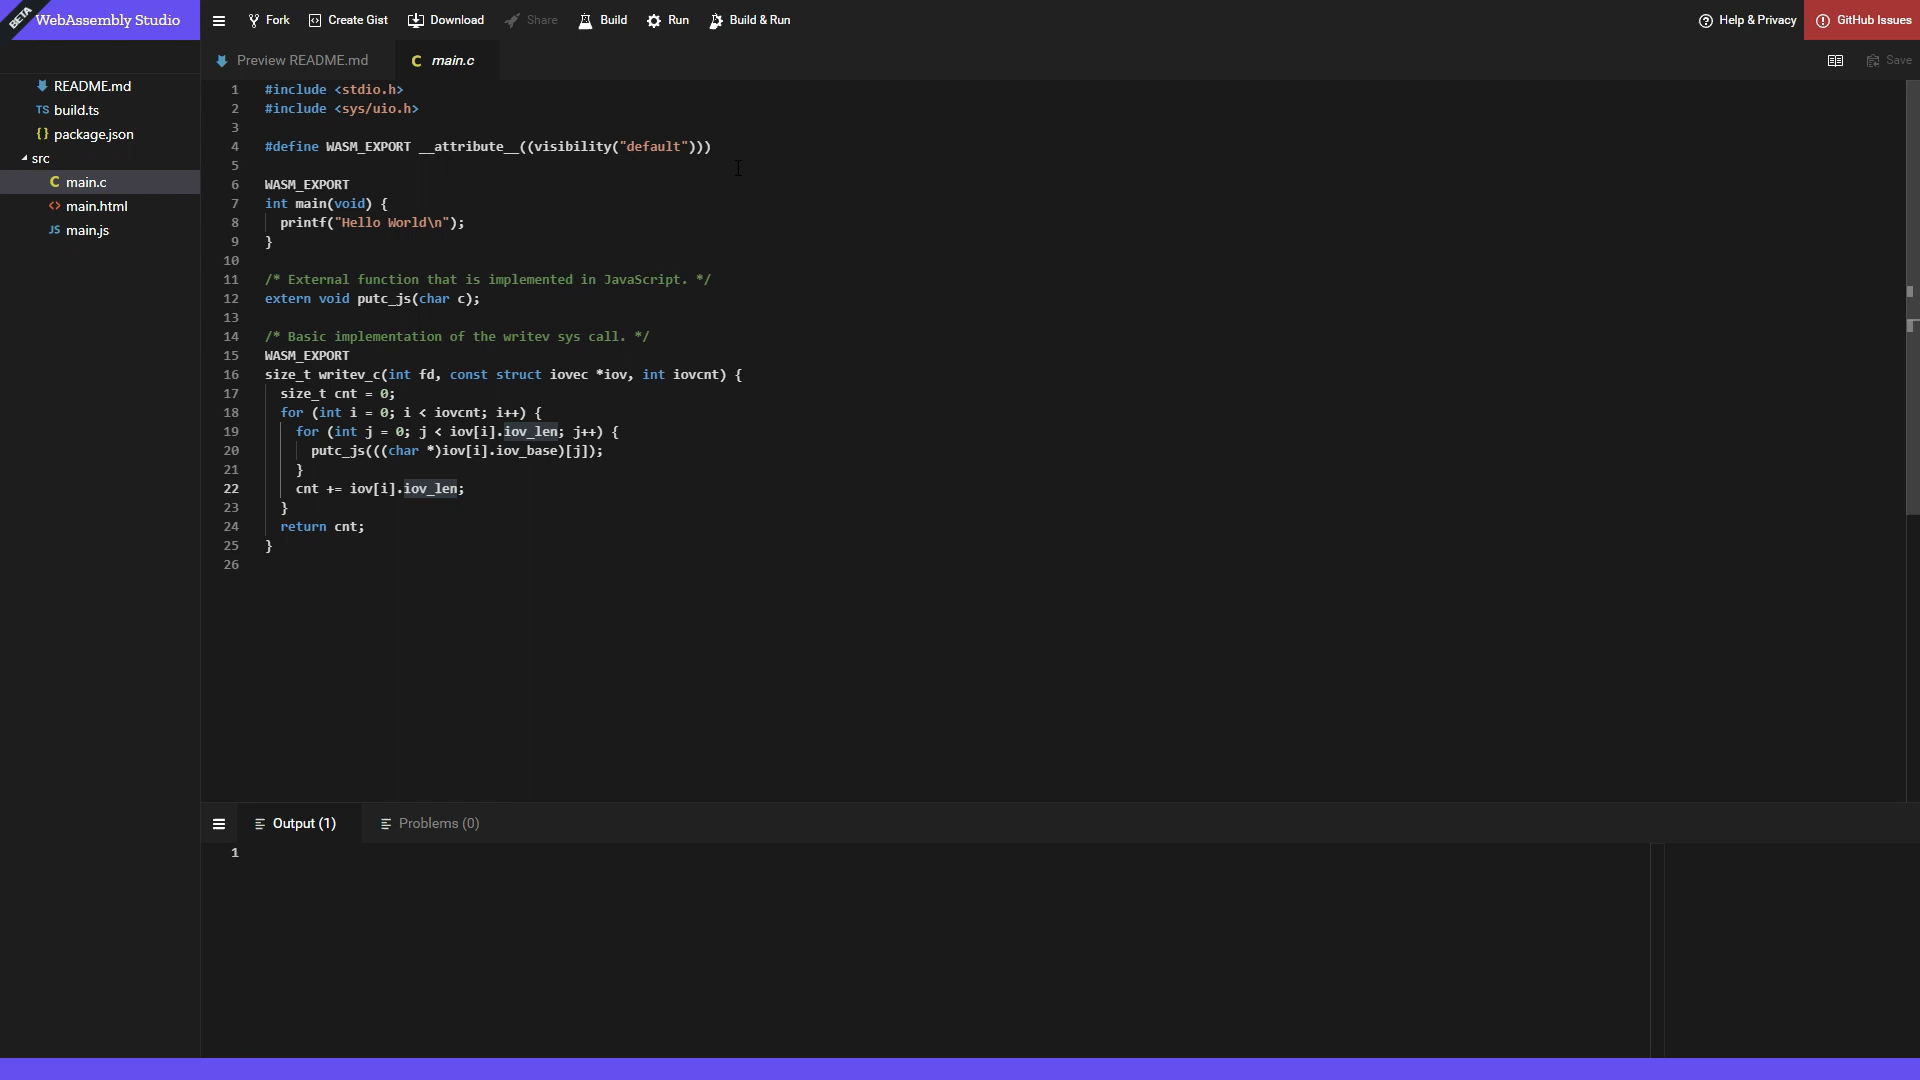 BETA
WebAssembly Studio
Fork
Create Gist
Download
Share
Build
Run
Build & Run
Help & Privacy
GitHub Issues
Preview README.md
C main.c
Save
README.md
TS build.ts
{} package.json
src
C main.c
<> main.html
JS main.js
1 #include <stdio.h>
2 #include <sys/uio.h>
3
4 #define WASM_EXPORT __attribute__((visibility("default")))
5
6 WASM_EXPORT
7 int main(void) {
8 printf("Hello World\n");
9 }
10
11 /* External function that is implemented in JavaScript. */
12 extern void putc_js(char c);
13
14 /* Basic implementation of the writev sys call. */
15 WASM_EXPORT
16 size_t writev_c(int fd, const struct iovec *iov, int iovcnt) {
17 size_t cnt = 0;
18 for (int i = 0; i < iovcnt; i++) {
19 for (int j = 0; j < iov[i].iov_len; j++) {
20 putc_js(((char *)iov[i].iov_base)[j]);
21 }
22 cnt += iov[i].iov_len;
23 }
24 return cnt;
25 }
26
Output (1)
Problems (0)
1